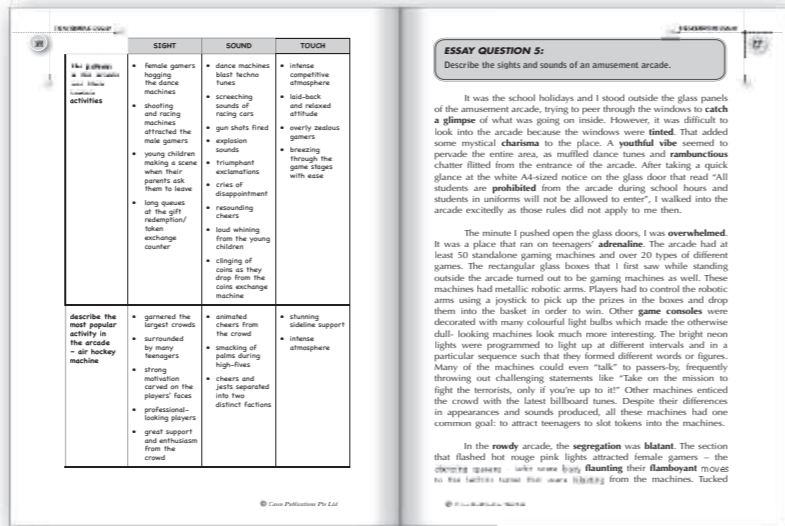 SIGHT
SOUND
TOUCH
activities
female gamers
hogging
the dance
machines
shooting
and racing
machines
attracted the
male gamers
young children
making a scene
when their
parents ask
them to leave
long queues
at the gift
redemption/
token
exchange
counter
dance machines
blast techno
tunes
screeching
sounds of
racing cars
gun shots fired
explosion
sounds
triumphant
exclamations
cries of
disappointment
resounding
cheers
loud whining
from the young
children
clinging of
coins as they
drop from the
coins exchange
machine
intense
competitive
atmosphere
laid-back
and relaxed
attitude
overly zealous
gamers
breezing
through the
game stages
with ease
describe the
most popular
activity in
the arcade
– air hockey
machine
garnered the
largest crowds
surrounded
by many
teenagers
strong
motivation
carved on the
players' faces
professional-
looking players
great support
and enthusiasm
from the
crowd
animated
cheers from
the crowd
smacking of
palms during
high-fives
cheers and
jests separated
into two
distinct factions
stunning
sideline support
intense
atmosphere
Publications Pte Ltd
ESSAY QUESTION 5:
Describe the sights and sounds of an amusement arcade.
It was the school holidays and I stood outside the glass panels
of the amusement arcade, trying to peer through the windows to catch
a glimpse of what was going on inside. However, it was difficult to
look into the arcade because the windows were tinted. That added
some mystical charisma to the place. A youthful vibe seemed to
pervade the entire area, as muffled dance tunes and rambunctious
chatter flitted from the entrance of the arcade. After taking a quick
glance at the white A4-sized notice on the glass door that read "All
students are prohibited from the arcade during school hours and
students in uniforms will not be allowed to enter", I walked into the
arcade excitedly as those rules did not apply to me then.
The minute I pushed open the glass doors, I was overwhelmed.
It was a place that ran on teenagers' adrenaline. The arcade had at
least 50 standalone gaming machines and over 20 types of different
games. The rectangular glass boxes that I first saw while standing
outside the arcade turned out to be gaming machines as well. These
machines had metallic robotic arms. Players had to control the robotic
arms using a joystick to pick up the prizes in the boxes and drop
them into the basket in order to win. Other game consoles were
decorated with many colourful light bulbs which made the otherwise
dull- looking machines look much more interesting. The bright neon
lights were programmed to light up at different intervals and in a
particular sequence such that they formed different words or figures.
Many of the machines could even "talk" to passers-by, frequently
throwing out challenging statements like "Take on the mission to
fight the terrorists, only if you're up to it!" Other machines enticed
the crowd with the latest billboard tunes. Despite their differences
in appearances and sounds produced, all these machines had one
common goal: to attract teenagers to slot tokens into the machines.
In the rowdy arcade, the segregation was blatant. The section
that flashed hot rouge pink lights attracted female gamers – the
flaunting their flamboyant moves
from the machines. Tucked